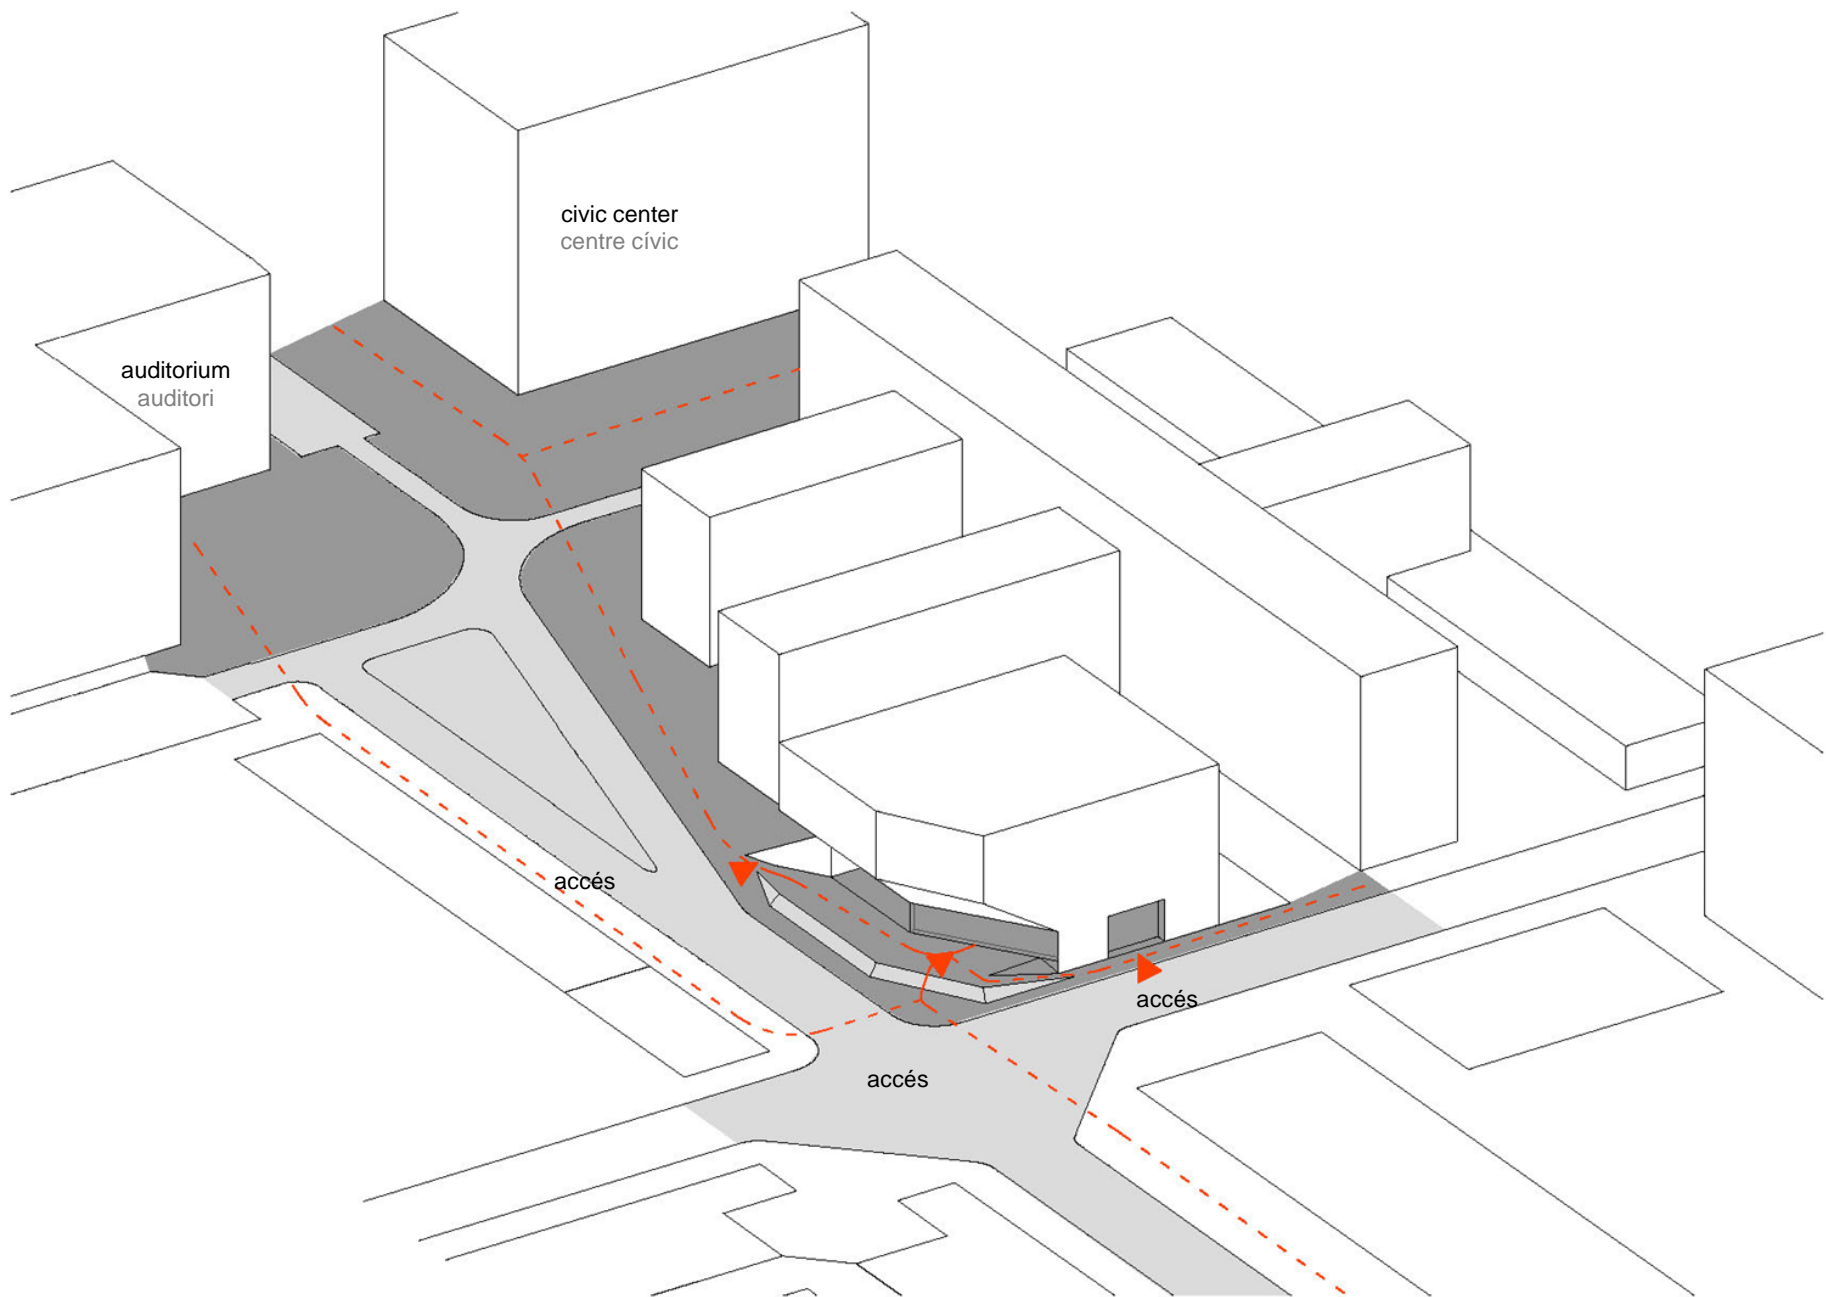 civic center
centre cívic
auditorium
auditori
accés
accés
accés